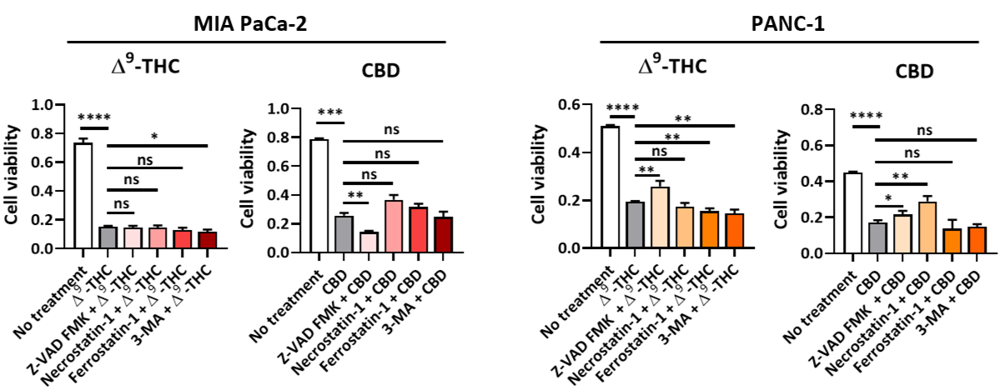 MIA PaCa-2
Δ⁹-THC
Cell viability
1.0
0.8
0.6
0.4
0.2
0.0
****
*
ns
ns
ns
No treatment
Δ⁹-THC
Z-VAD FMK + Δ⁹-THC
Necrostatin-1 + Δ⁹-THC
Ferrostatin-1 + Δ⁹-THC
3-MA + Δ⁹-THC
CBD
Cell viability
1.0
0.8
0.6
0.4
0.2
0.0
***
ns
ns
ns
**
No treatment
CBD
Z-VAD FMK + CBD
Necrostatin-1 + CBD
Ferrostatin-1 + CBD
3-MA + CBD
PANC-1
Δ⁹-THC
Cell viability
0.6
0.4
0.2
0.0
****
**
**
ns
**
No treatment
Δ⁹-THC
Z-VAD FMK + Δ⁹-THC
Necrostatin-1 + Δ⁹-THC
Ferrostatin-1 + Δ⁹-THC
3-MA + Δ⁹-THC
CBD
Cell viability
0.8
0.6
0.4
0.2
0.0
****
ns
ns
**
*
No treatment
CBD
Z-VAD FMK + CBD
Necrostatin-1 + CBD
Ferrostatin-1 + CBD
3-MA + CBD